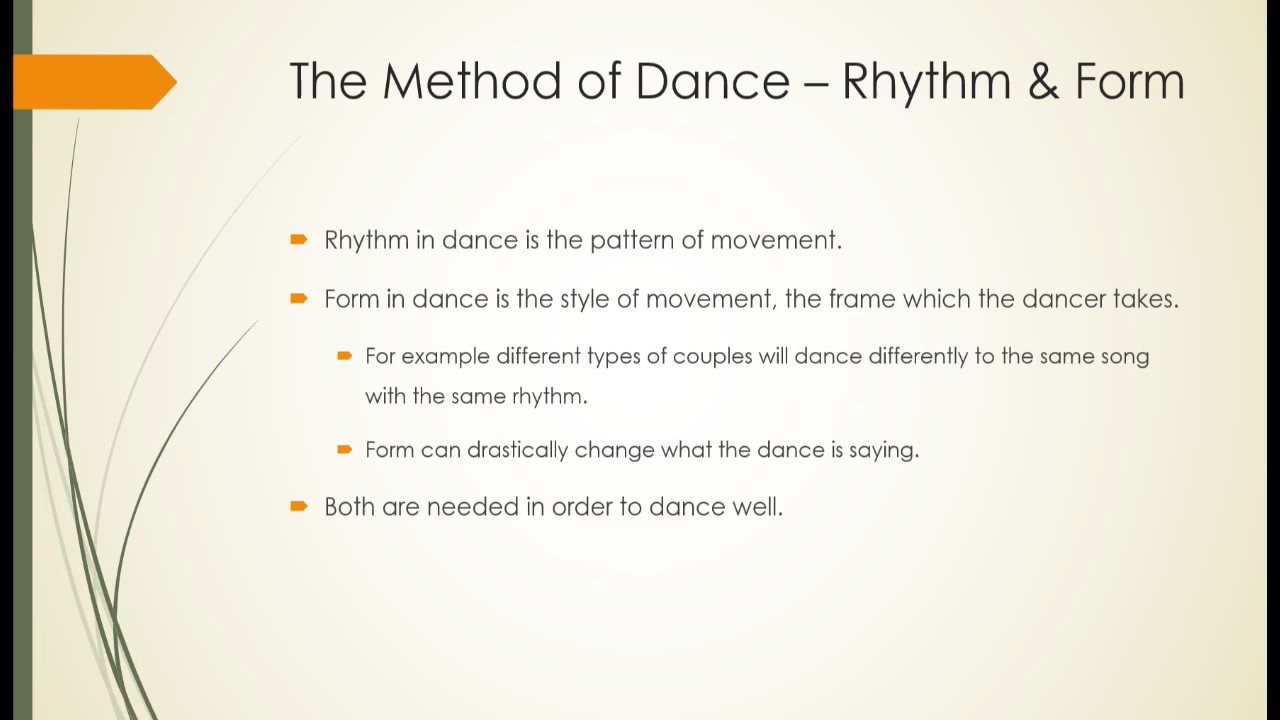 The Method of Dance – Rhythm & Form
Rhythm in dance is the pattern of movement.
Form in dance is the style of movement, the frame which the dancer takes.
For example different types of couples will dance differently to the same song
with the same rhythm.
Form can drastically change what the dance is saying.
Both are needed in order to dance well.